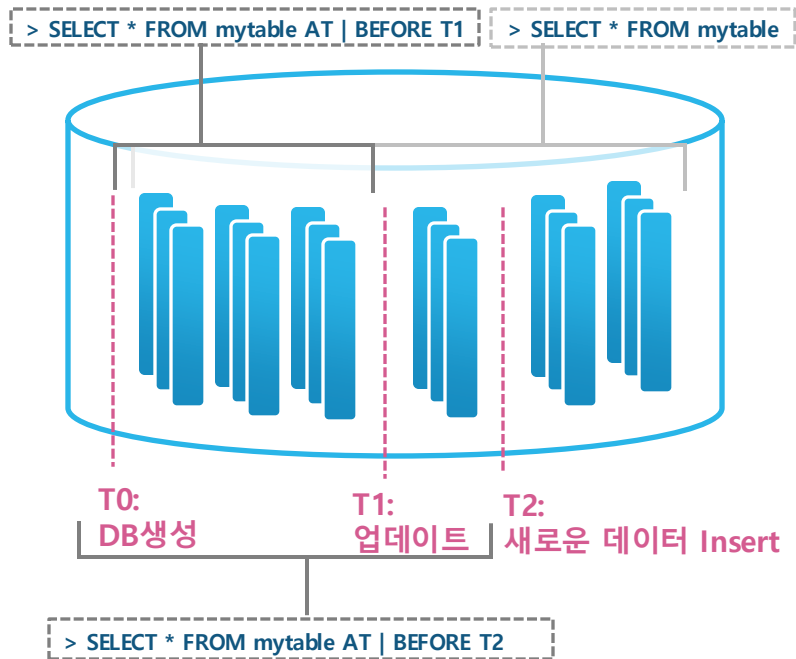 > SELECT * FROM mytable AT | BEFORE T1
> SELECT * FROM mytable
T0:
DB생성
T1:
업데이트
T2:
새로운 데이터 Insert
> SELECT * FROM mytable AT | BEFORE T2